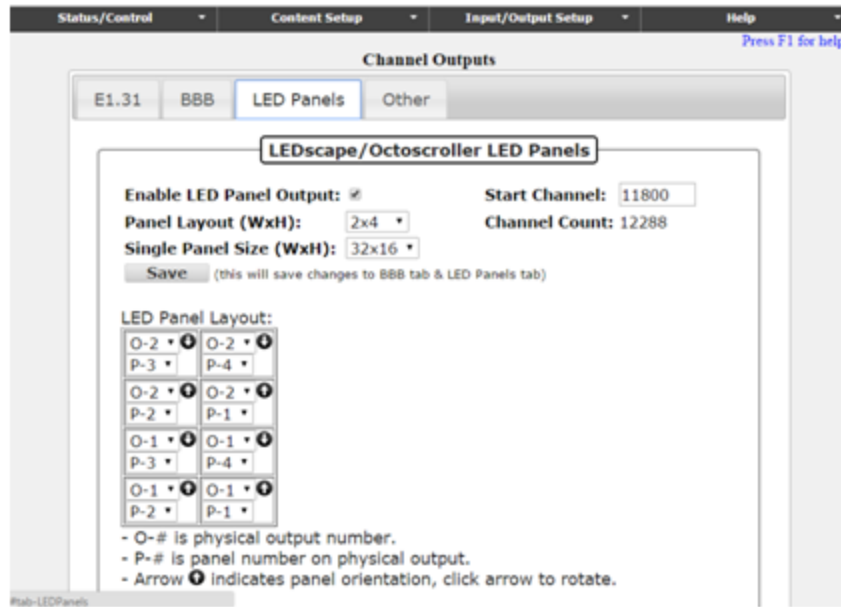 Status/Control Content Setup Input/Output Setup Help
Press F1 for help
Channel Outputs
E1.31 BBB LED Panels Other
LEDscape/Octoscroller LED Panels
Enable LED Panel Output: Start Channel: 11800
Panel Layout (WxH): 2x4 Channel Count: 12288
Single Panel Size (WxH): 32x16
Save (this will save changes to BBB tab & LED Panels tab)
LED Panel Layout:
O-2 O-2
P-3 P-4
O-2 O-2
P-2 P-1
O-1 O-1
P-3 P-4
O-1 O-1
P-2 P-1
- O-# is physical output number.
- P-# is panel number on physical output.
- Arrow indicates panel orientation, click arrow to rotate.
#tab-LEDPanels